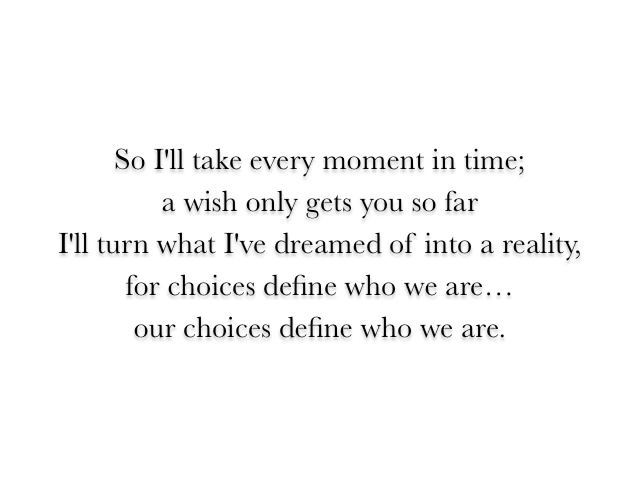 So I'll take every moment in time;
a wish only gets you so far
I'll turn what I've dreamed of into a reality,
for choices define who we are…
our choices define who we are.